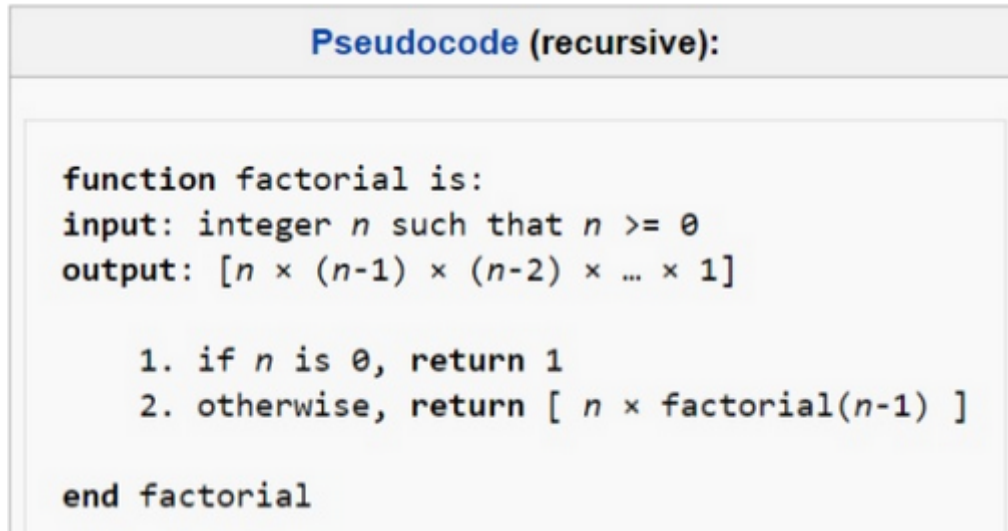 Pseudocode (recursive):
function factorial is:
input: integer n such that n >= 0
output: [n × (n-1) × (n-2) × … × 1]
1. if n is 0, return 1
2. otherwise, return [ n × factorial(n-1) ]
end factorial